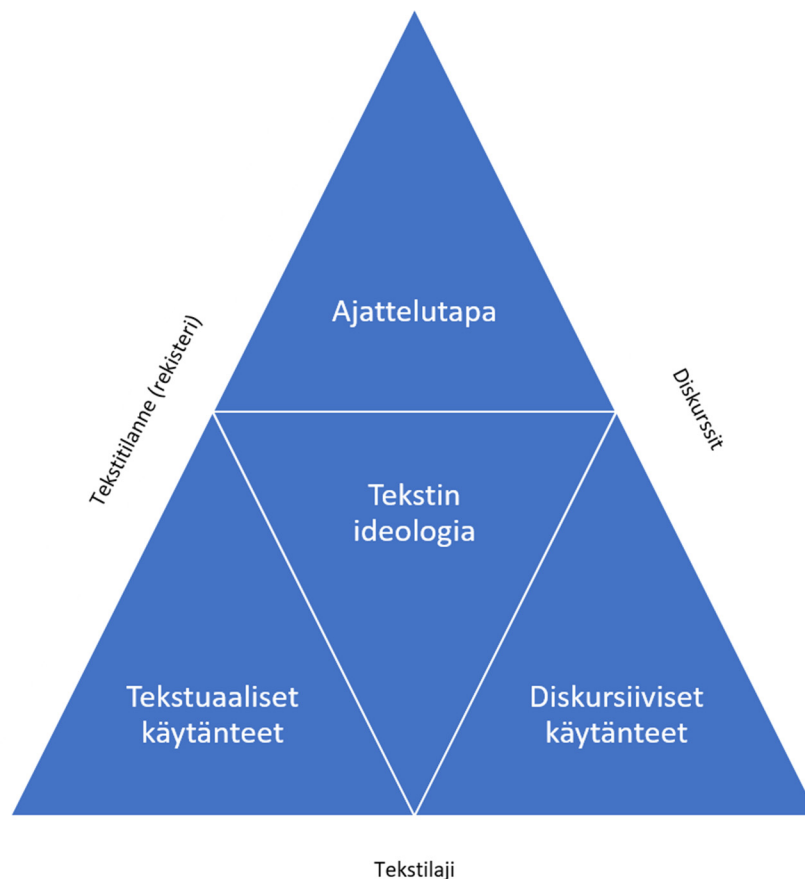 Ajattelutapa
Tekstitilanne (rekisteri)
Diskurssit
Tekstin
ideologia
Tekstuaaliset
käytänteet
Diskursiiviset
käytänteet
Tekstilaji